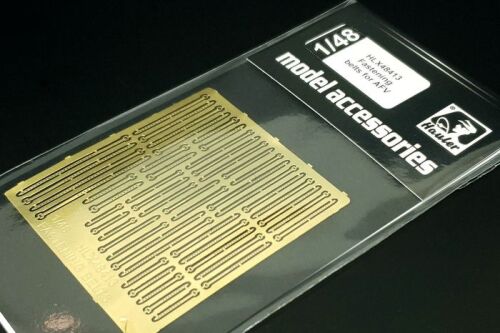 1/48
HLX48413
Fastening
belts for AFV
model accessories
®
Hauler